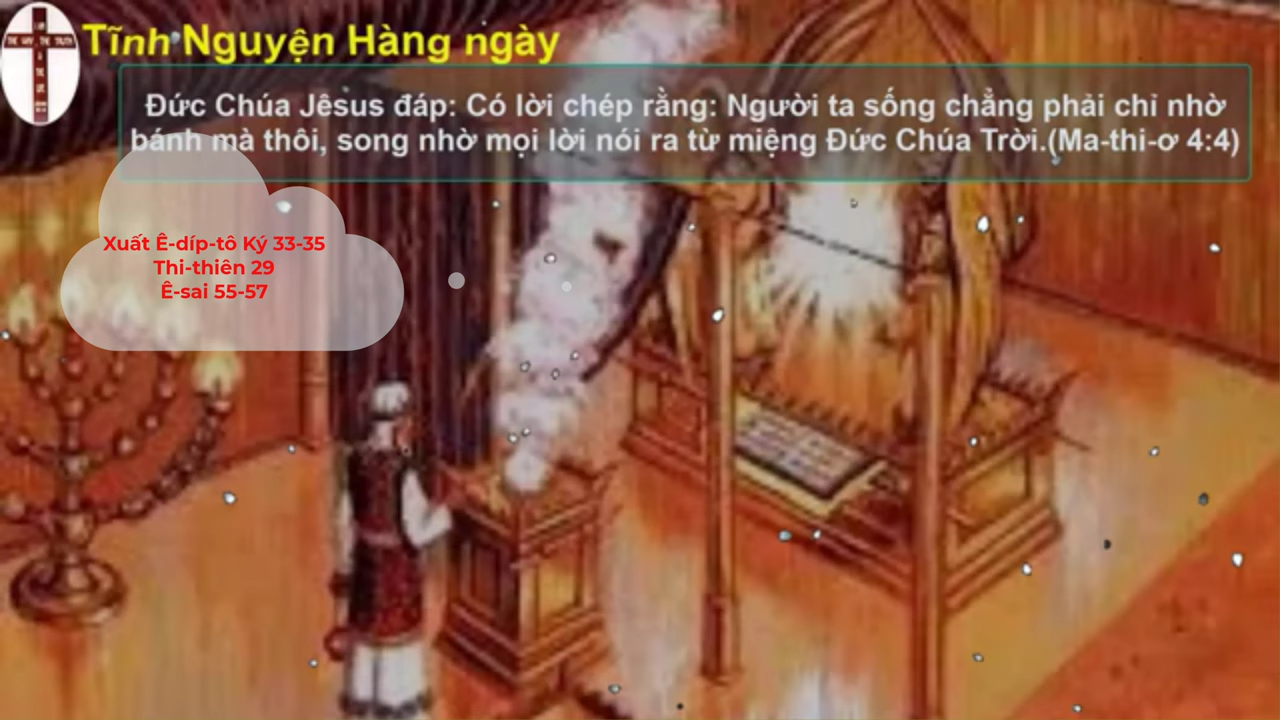 Tĩnh Nguyện Hàng ngày
Đức Chúa Jêsus đáp: Có lời chép rằng: Người ta sống chẳng phải chỉ nhờ
bánh mà thôi, song nhờ mọi lời nói ra từ miệng Đức Chúa Trời.(Ma-thi-ơ 4:4)
Xuất Ê-díp-tô Ký 33-35
Thi-thiên 29
Ê-sai 55-57